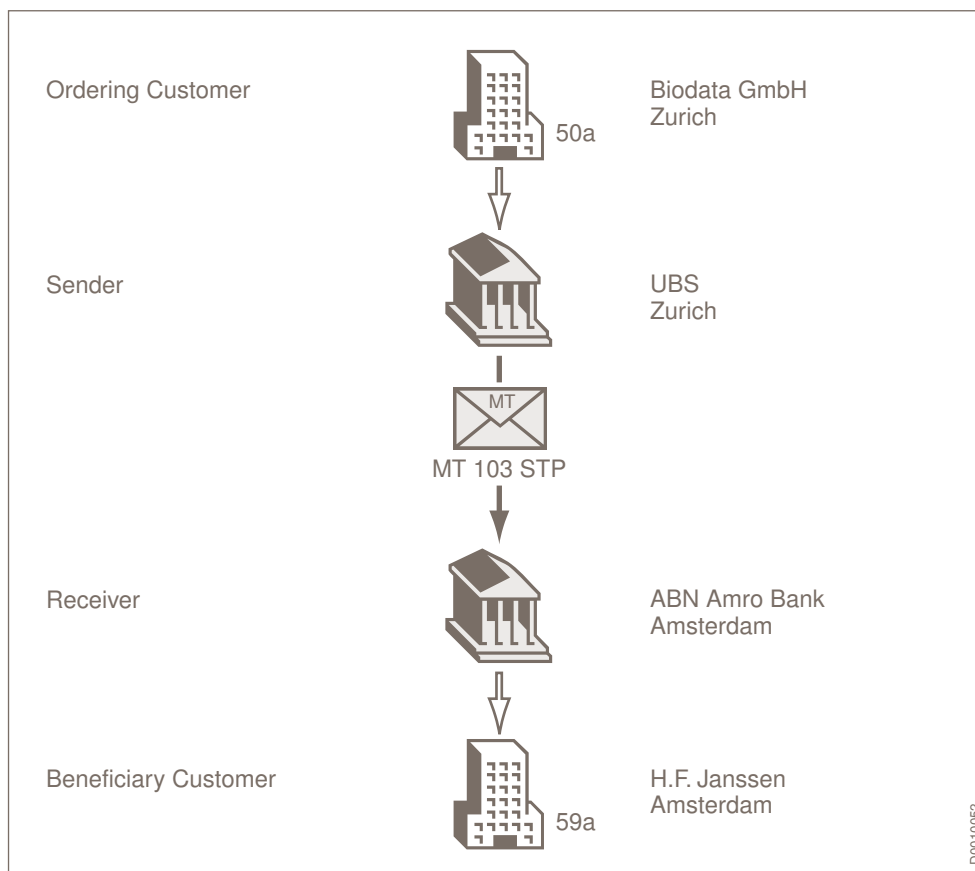 Ordering Customer
50a
Biodata GmbH
Zurich
Sender
UBS
Zurich
MT
MT 103 STP
Receiver
ABN Amro Bank
Amsterdam
Beneficiary Customer
59a
H.F. Janssen
Amsterdam